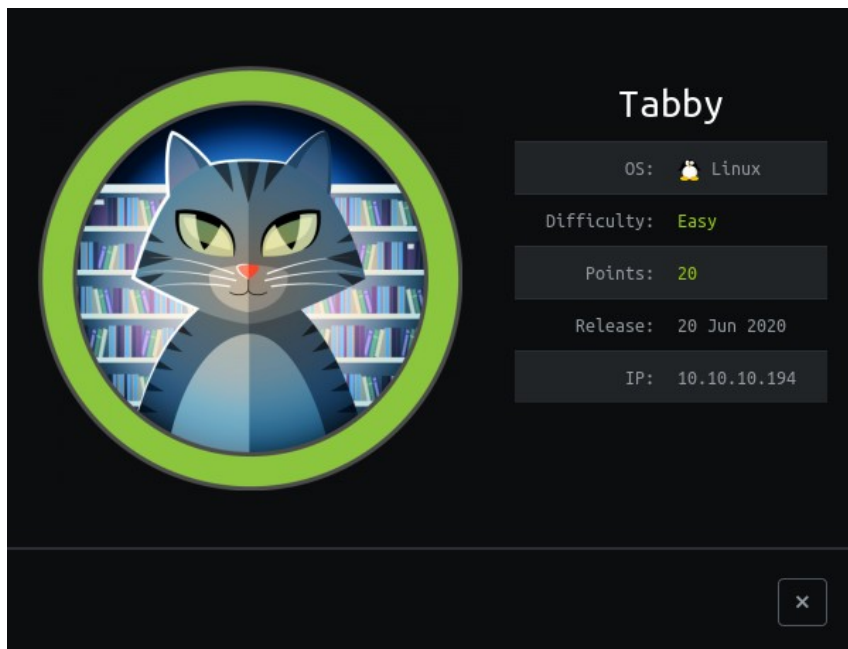 Tabby
OS: Linux
Difficulty: Easy
Points: 20
Release: 20 Jun 2020
IP: 10.10.10.194